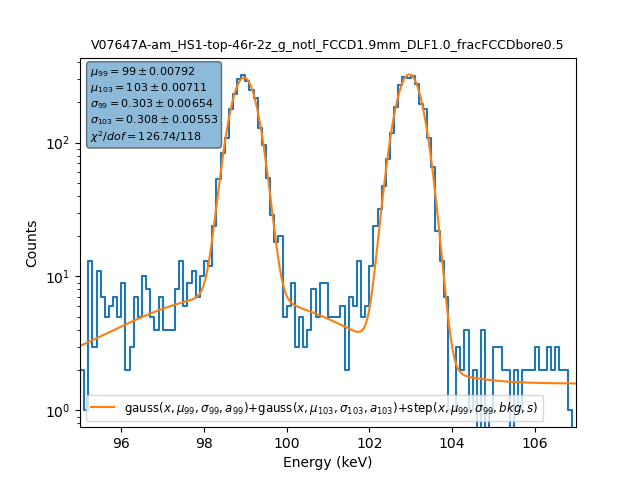 V07647A-am_HS1-top-46r-2z_g_notl_FCCD1.9mm_DLF1.0_fracFCCDbore0.5
μ₉₉ = 99 ± 0.00792
μ₁₀₃ = 103 ± 0.00711
σ₉₉ = 0.303 ± 0.00654
σ₁₀₃ = 0.308 ± 0.00553
χ²/dof = 126.74/118
10²
10¹
10⁰
Counts
gauss(x, μ₉₉, σ₉₉, a₉₉)+gauss(x, μ₁₀₃, σ₁₀₃, a₁₀₃)+step(x, μ₉₉, σ₉₉, bkg, s)
96 98 100 102 104 106
Energy (keV)